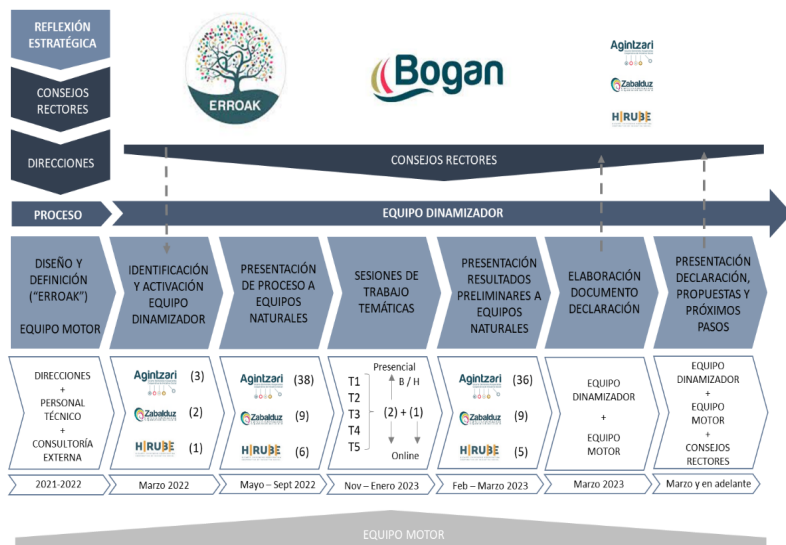 REFLEXIÓN
ESTRATÉGICA
CONSEJOS
RECTORES
DIRECCIONES
ERROAK
Bogan
Agintzari
Zabalduz
HIRUBE
CONSEJOS RECTORES
PROCESO
EQUIPO DINAMIZADOR
DISEÑO Y
DEFINICIÓN
("ERROAK")
EQUIPO MOTOR
IDENTIFICACIÓN
Y ACTIVACIÓN
EQUIPO
DINAMIZADOR
PRESENTACIÓN
DE PROCESO A
EQUIPOS
NATURALES
SESIONES DE
TRABAJO
TEMÁTICAS
PRESENTACIÓN
RESULTADOS
PRELIMINARES A
EQUIPOS
NATURALES
ELABORACIÓN
DOCUMENTO
DECLARACIÓN
PRESENTACIÓN
DECLARACIÓN,
PROPUESTAS Y
PRÓXIMOS
PASOS
DIRECCIONES
+
PERSONAL
TÉCNICO
+
CONSULTORÍA
EXTERNA
Agintzari (3)
Zabalduz (2)
HIRUBE (1)
Agintzari (38)
Zabalduz (9)
HIRUBE (6)
Presencial
T1 B / H
T2
T3 (2) + (1)
T4
T5 Online
Agintzari (36)
Zabalduz (9)
HIRUBE (5)
EQUIPO
DINAMIZADOR
+
EQUIPO
MOTOR
EQUIPO
DINAMIZADOR
+
EQUIPO
MOTOR
+
CONSEJOS
RECTORES
2021-2022
Marzo 2022
Mayo – Sept 2022
Nov – Enero 2023
Feb – Marzo 2023
Marzo 2023
Marzo y en adelante
EQUIPO MOTOR